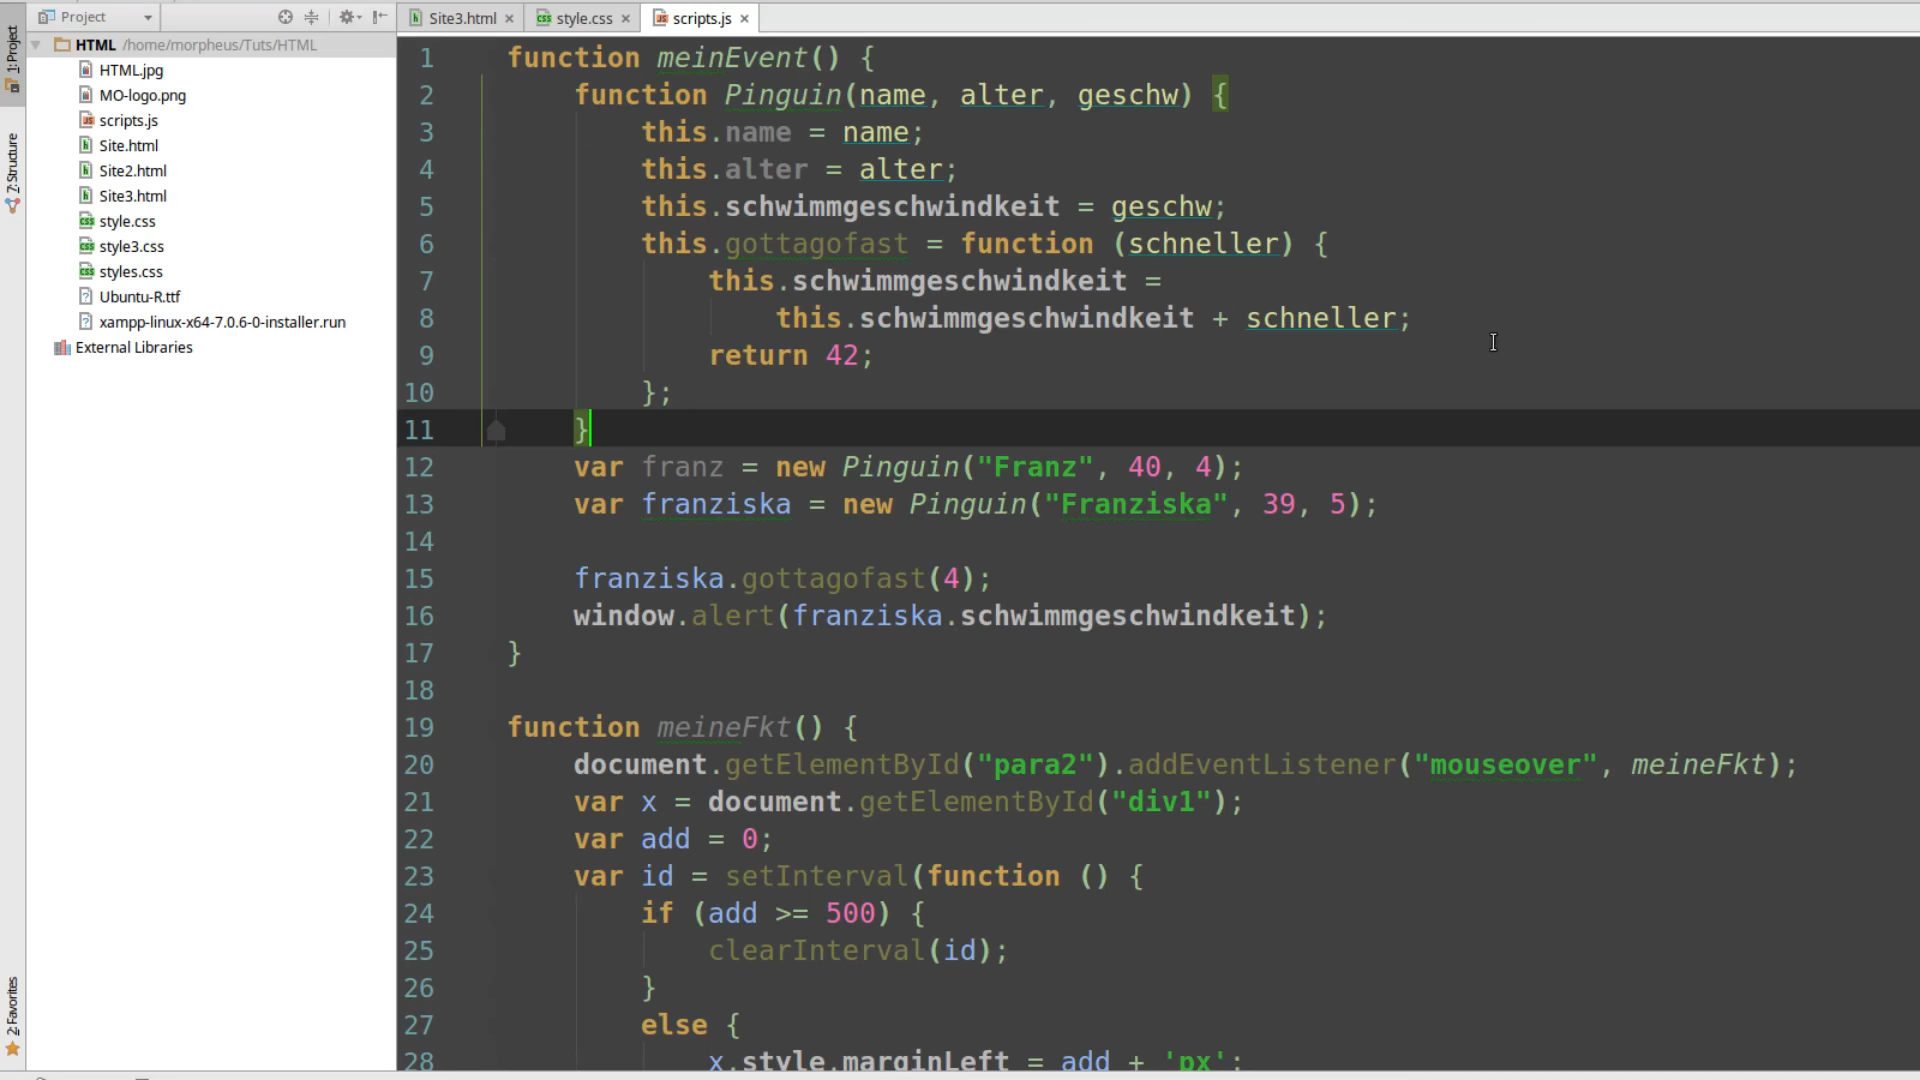 Project
Site3.html
style.css
scripts.js
1: Project
7: Structure
2: Favorites
HTML /home/morpheus/Tuts/HTML
HTML.jpg
MO-logo.png
scripts.js
Site.html
Site2.html
Site3.html
style.css
style3.css
styles.css
Ubuntu-R.ttf
xampp-linux-x64-7.0.6-0-installer.run
External Libraries
1 function meinEvent() {
2 function Pinguin(name, alter, geschw) {
3 this.name = name;
4 this.alter = alter;
5 this.schwimmgeschwindkeit = geschw;
6 this.gottagofast = function (schneller) {
7 this.schwimmgeschwindkeit =
8 this.schwimmgeschwindkeit + schneller;
9 return 42;
10 };
11 }
12 var franz = new Pinguin("Franz", 40, 4);
13 var franziska = new Pinguin("Franziska", 39, 5);
14
15 franziska.gottagofast(4);
16 window.alert(franziska.schwimmgeschwindkeit);
17 }
18
19 function meineFkt() {
20 document.getElementById("para2").addEventListener("mouseover", meineFkt);
21 var x = document.getElementById("div1");
22 var add = 0;
23 var id = setInterval(function () {
24 if (add >= 500) {
25 clearInterval(id);
26 }
27 else {
28 x.style.marginLeft = add + 'px';